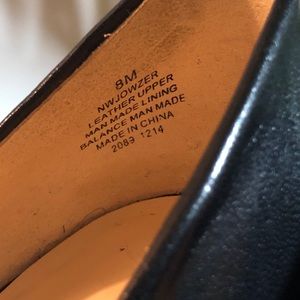 8M
NWJOWZER
LEATHER UPPER
MAN MADE LINING
BALANCE MAN MADE
MADE IN CHINA
2089 1214